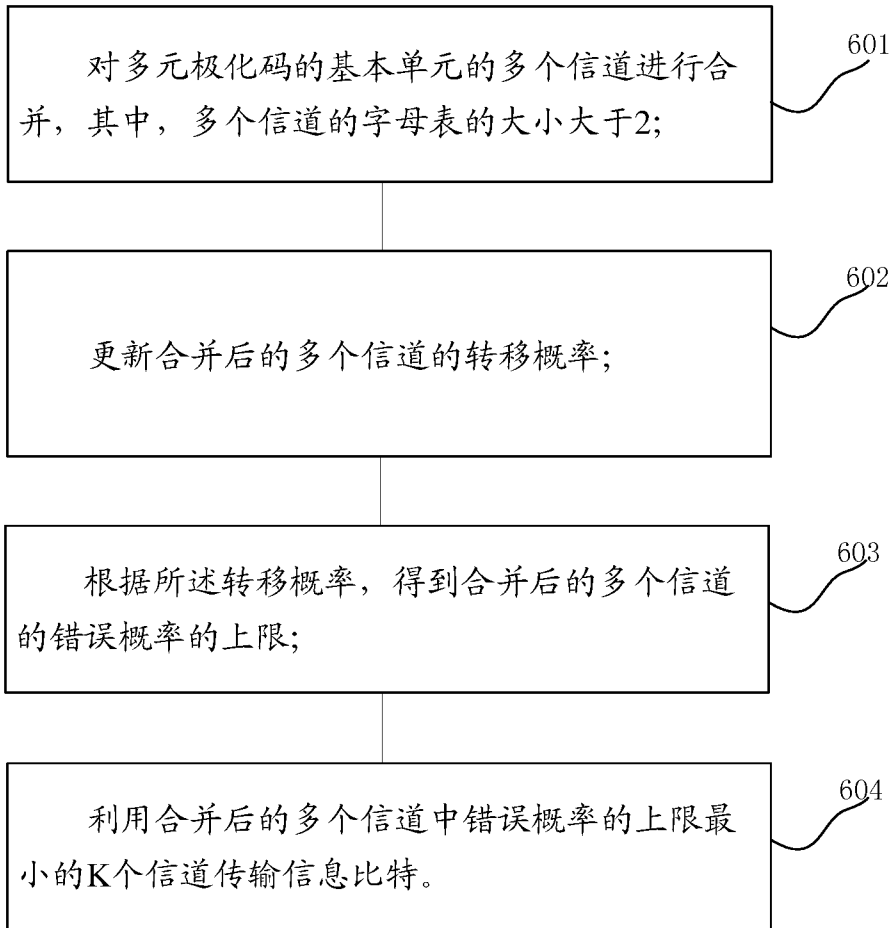 对多元极化码的基本单元的多个信道进行合
并，其中，多个信道的字母表的大小大于2；
601
更新合并后的多个信道的转移概率；
602
根据所述转移概率，得到合并后的多个信道
的错误概率的上限；
603
利用合并后的多个信道中错误概率的上限最
小的K个信道传输信息比特。
604